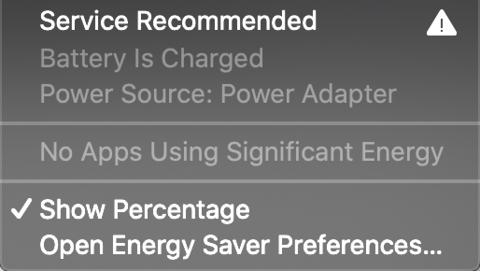 Service Recommended
Battery Is Charged
Power Source: Power Adapter
No Apps Using Significant Energy
✓ Show Percentage
Open Energy Saver Preferences...